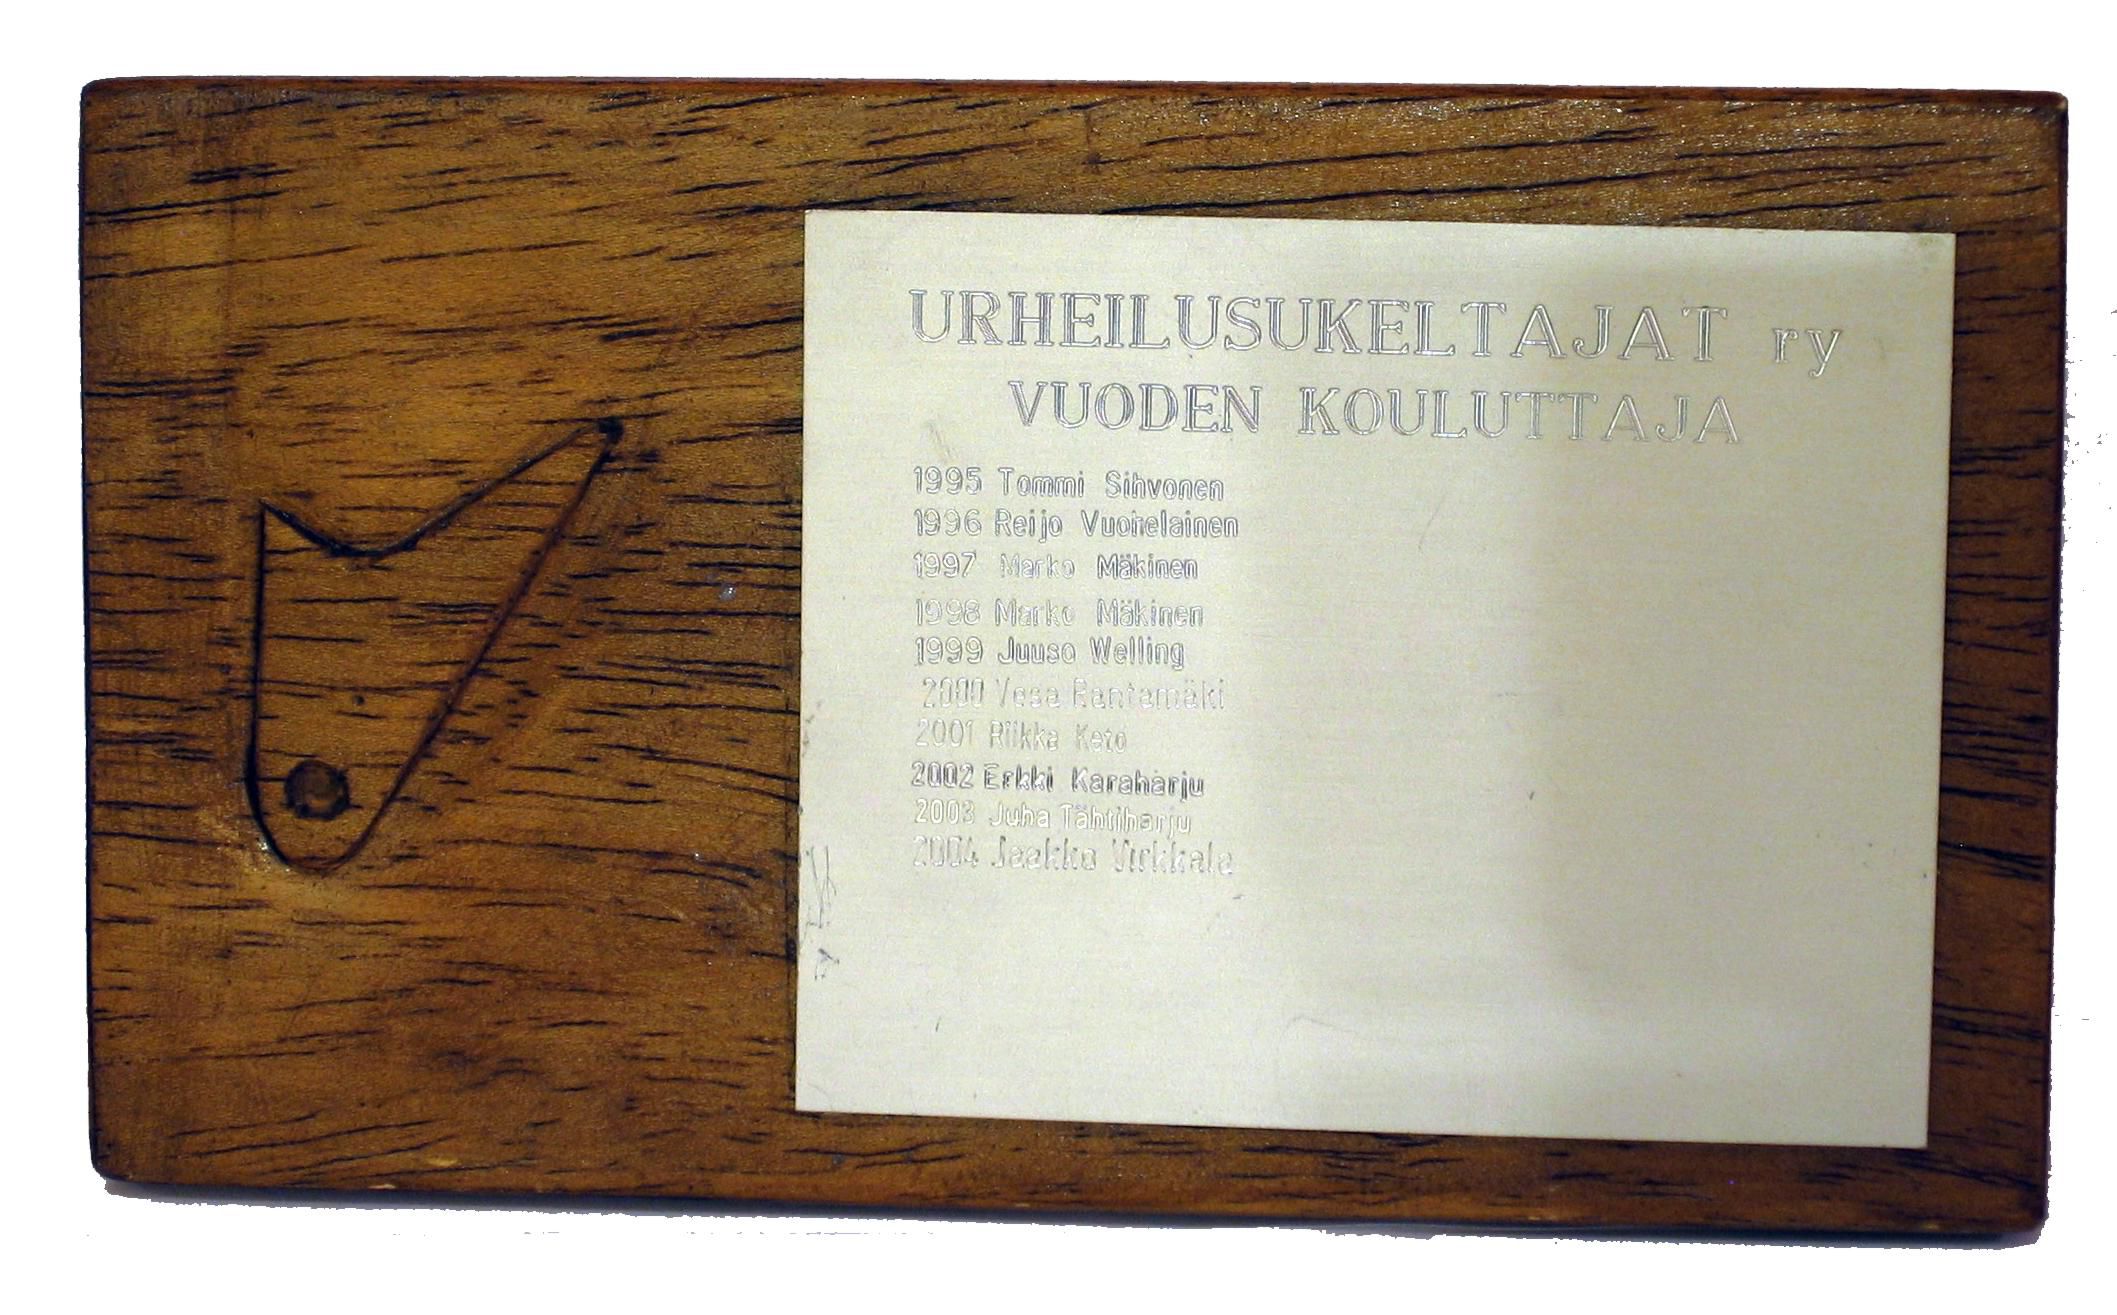 URHEILUSUKELTAJAT ry
VUODEN KOULUTTAJA
1995 Tommi Sihvonen
1996 Reijo Vuohelainen
1997 Marko Mäkinen
1998 Marko Mäkinen
1999 Juuso Welling
2000 Vesa Rantamäki
2001 Riikka Keto
2002 Erkki Karaharju
2003 Juha Tähtiharju
2004 Jaakko Virkkala